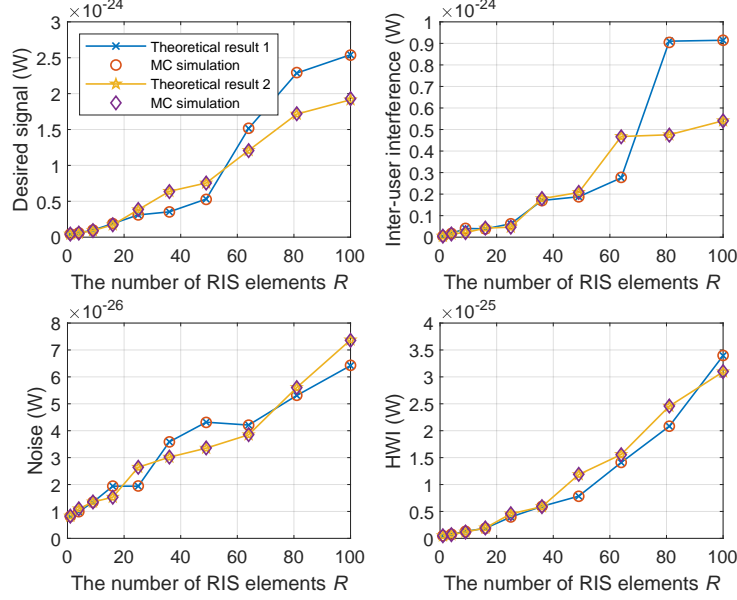 ×10⁻²⁴
3
2.5
2
1.5
1
0.5
0
Desired signal (W)
Theoretical result 1
MC simulation
Theoretical result 2
MC simulation
0 20 40 60 80 100
The number of RIS elements R
×10⁻²⁴
1
0.9
0.8
0.7
0.6
0.5
0.4
0.3
0.2
0.1
0
Inter-user interference (W)
0 20 40 60 80 100
The number of RIS elements R
×10⁻²⁶
8
7
6
5
4
3
2
1
0
Noise (W)
0 20 40 60 80 100
The number of RIS elements R
×10⁻²⁵
4
3.5
3
2.5
2
1.5
1
0.5
0
HWI (W)
0 20 40 60 80 100
The number of RIS elements R